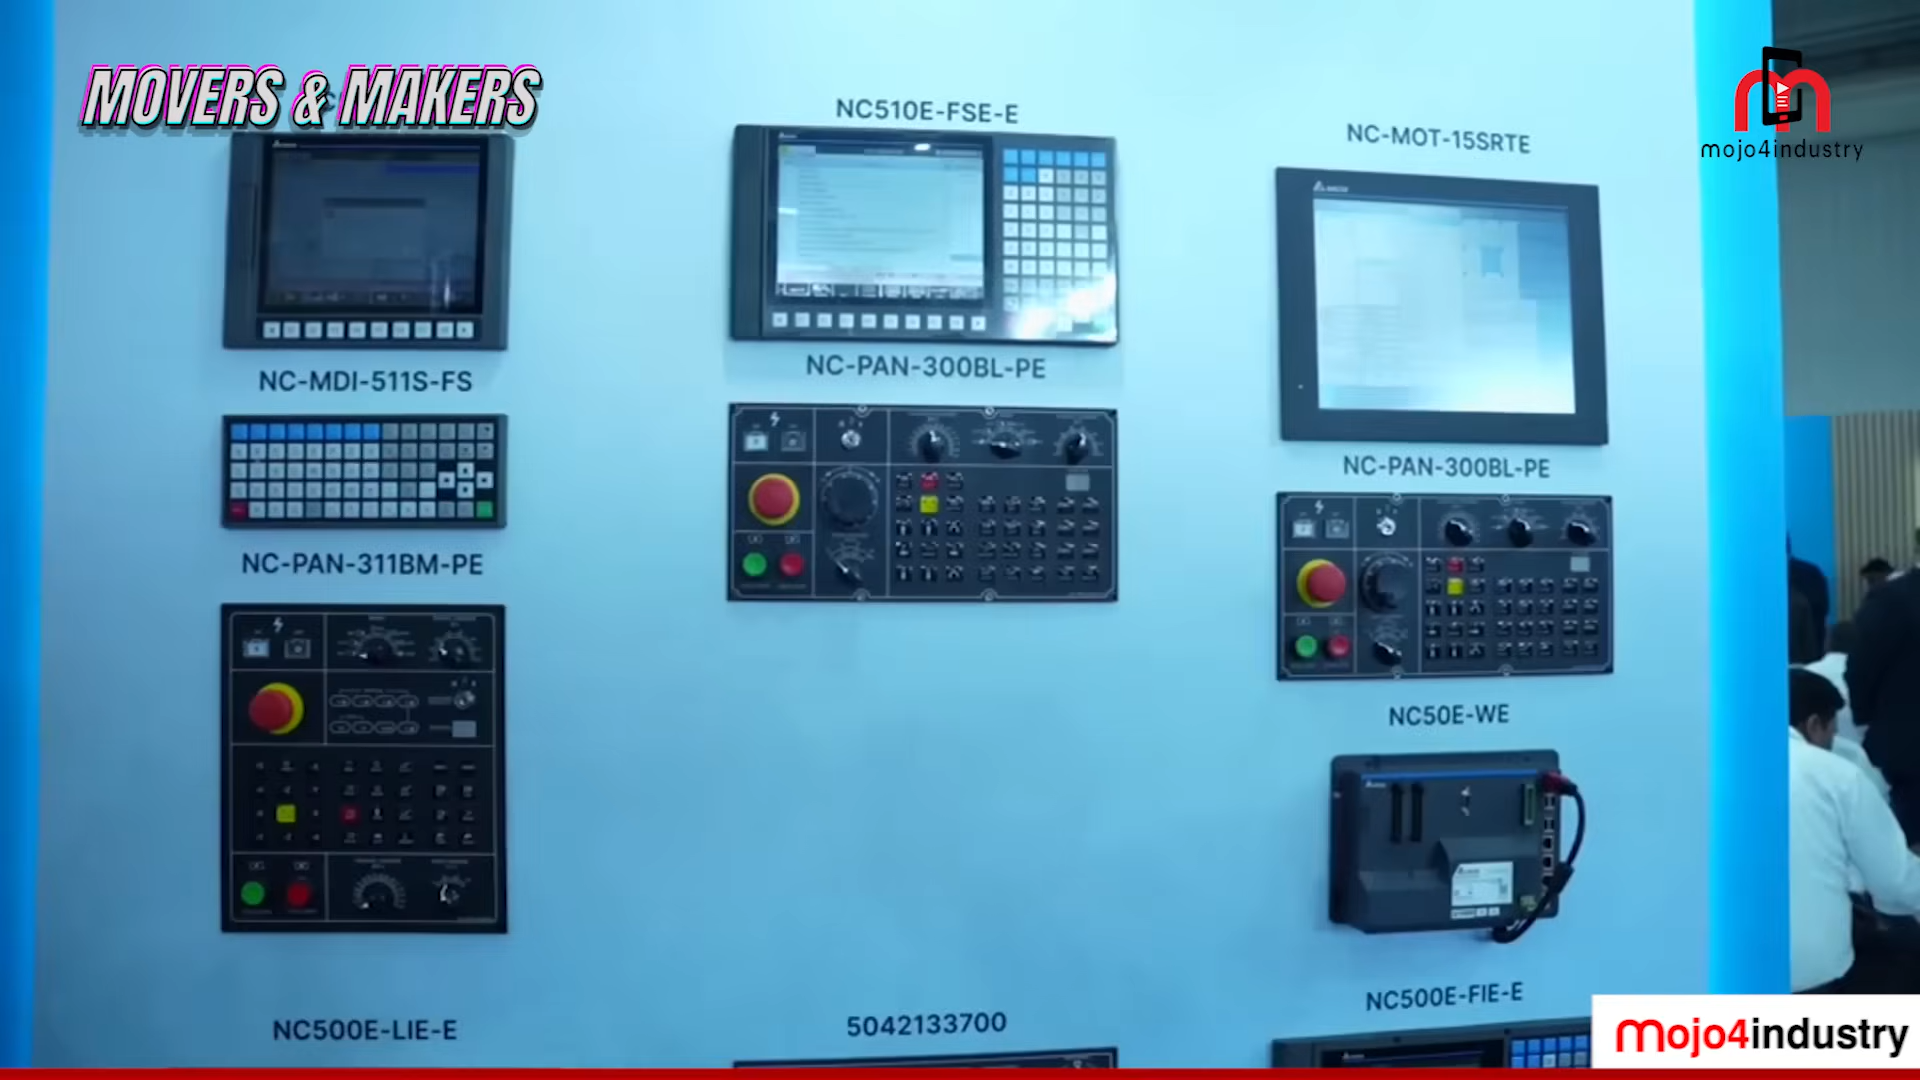 MOVERS & MAKERS
mojo4industry
NC510E-FSE-E
NC-MOT-15SRTE
NC-MDI-511S-FS
NC-PAN-300BL-PE
NC-PAN-300BL-PE
NC-PAN-311BM-PE
NC50E-WE
NC500E-FIE-E
NC500E-LIE-E
5042133700
mojo4industry